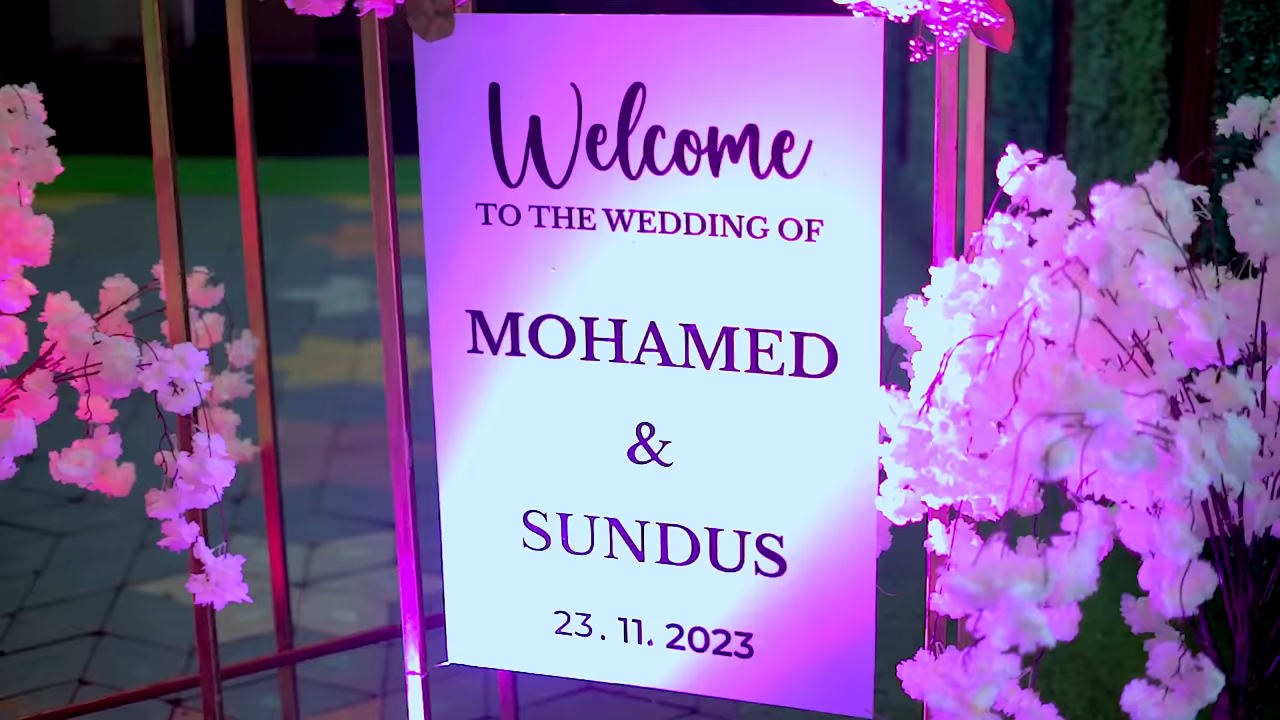 Welcome
TO THE WEDDING OF
MOHAMED
&
SUNDUS
23. 11. 2023